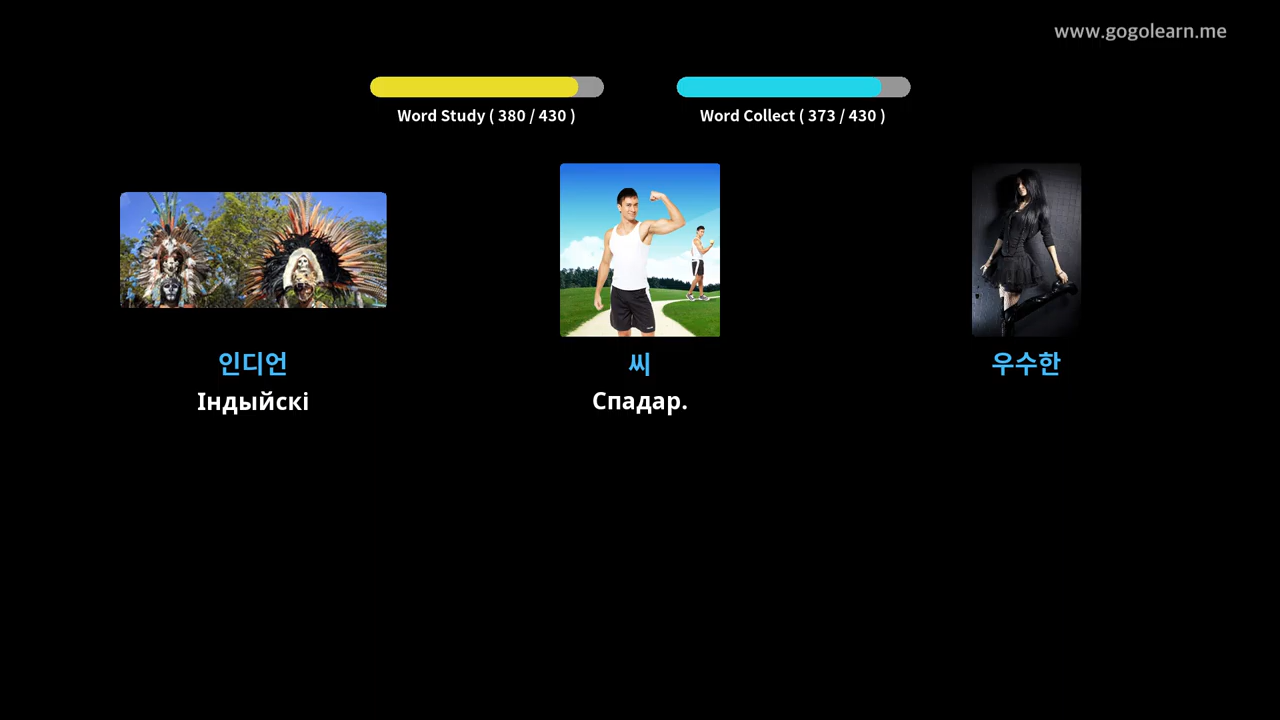 www.gogolearn.me
Word Study ( 380 / 430 )
Word Collect ( 373 / 430 )
인디언
씨
우수한
Індыйскі
Спадар.